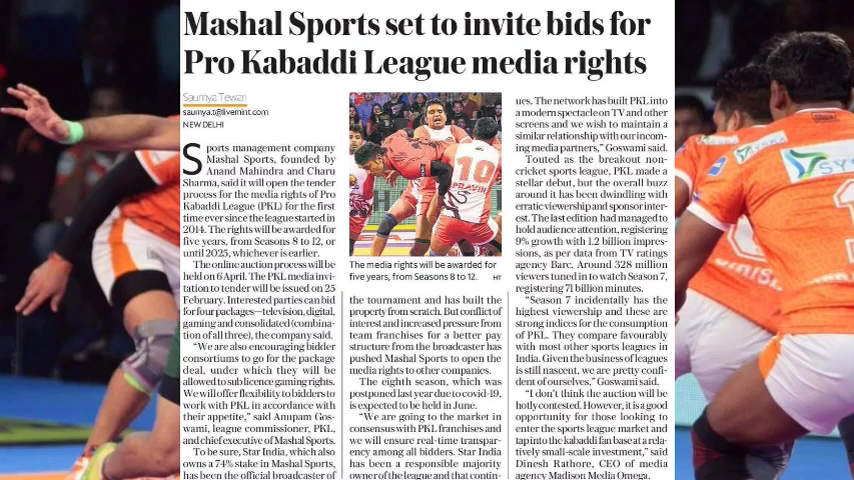 Mashal Sports set to invite bids for
Pro Kabaddi League media rights
Saumya Tewari
saumya.t@livemint.com
NEW DELHI
Sports management company
Mashal Sports, founded by
Anand Mahindra and Charu
Sharma, said it will open the tender
process for the media rights of Pro
Kabaddi League (PKL) for the first
time ever since the league started in
2014. The rights will be awarded for
five years, from Seasons 8 to 12, or
until 2025, whichever is earlier.
The online auction process will be
held on 6 April. The PKL media invi-
tation to tender will be issued on 25
February. Interested parties can bid
for four packages—television, digital,
gaming and consolidated (combina-
tion of all three), the company said.
"We are also encouraging bidder
consortiums to go for the package
deal, under which they will be
allowed to sub licence gaming rights.
We will offer flexibility to bidders to
work with PKL in accordance with
their appetite," said Anupam Gos-
wami, league commissioner, PKL,
and chief executive of Mashal Sports.
To be sure, Star India, which also
owns a 74% stake in Mashal Sports,
has been the official broadcaster of
10
PRAVIN
The media rights will be awarded for
five years, from Seasons 8 to 12.
HT
the tournament and has built the
property from scratch. But conflict of
interest and increased pressure from
team franchises for a better pay
structure from the broadcaster has
pushed Mashal Sports to open the
media rights to other companies.
The eighth season, which was
postponed last year due to covid-19,
is expected to be held in June.
"We are going to the market in
consensus with PKL franchises and
we will ensure real-time transpar-
ency among all bidders. Star India
has been a responsible majority
owner of the league and that contin-
ues. The network has built PKL into
a modern spectacle on TV and other
screens and we wish to maintain a
similar relationship with our incom-
ing media partners," Goswami said.
Touted as the breakout non-
cricket sports league, PKL made a
stellar debut, but the overall buzz
around it has been dwindling with
erratic viewership and sponsor inter-
est. The last edition had managed to
hold audience attention, registering
9% growth with 1.2 billion impres-
sions, as per data from TV ratings
agency Barc. Around 328 million
viewers tuned in to watch Season 7,
registering 71 billion minutes.
"Season 7 incidentally has the
highest viewership and these are
strong indices for the consumption
of PKL. They compare favourably
with most other sports leagues in
India. Given the business of leagues
is still nascent, we are pretty confi-
dent of ourselves," Goswami said.
"I don't think the auction will be
hotly contested. However, it is a good
opportunity for those looking to
enter the sports league market and
tap into the kabaddi fan base at a rela-
tively small-scale investment," said
Dinesh Rathore, CEO of media
agency Madison Media Omega.